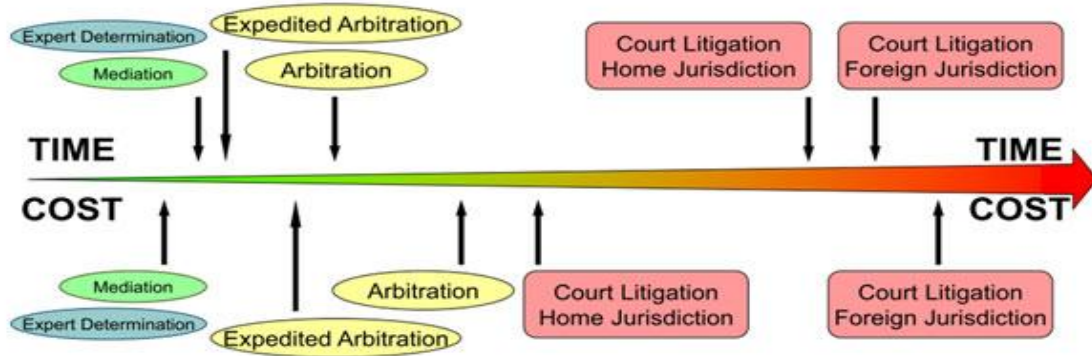 Expert Determination
Mediation
Expedited Arbitration
Arbitration
Court Litigation
Home Jurisdiction
Court Litigation
Foreign Jurisdiction
TIME
TIME
COST
COST
Mediation
Expert Determination
Expedited Arbitration
Arbitration
Court Litigation
Home Jurisdiction
Court Litigation
Foreign Jurisdiction